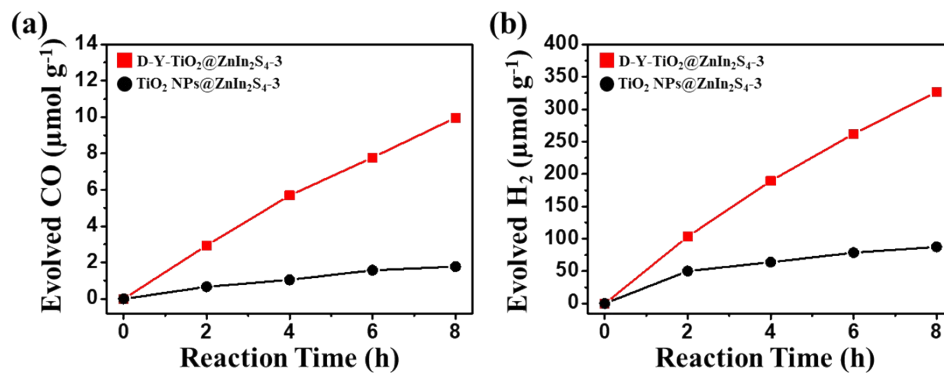 (a)
14
12
10
8
6
4
2
0
Evolved CO (μmol g⁻¹)
D-Y-TiO₂@ZnIn₂S₄-3
TiO₂ NPs@ZnIn₂S₄-3
0 2 4 6 8
Reaction Time (h)
(b)
400
350
300
250
200
150
100
50
0
Evolved H₂ (μmol g⁻¹)
D-Y-TiO₂@ZnIn₂S₄-3
TiO₂ NPs@ZnIn₂S₄-3
0 2 4 6 8
Reaction Time (h)